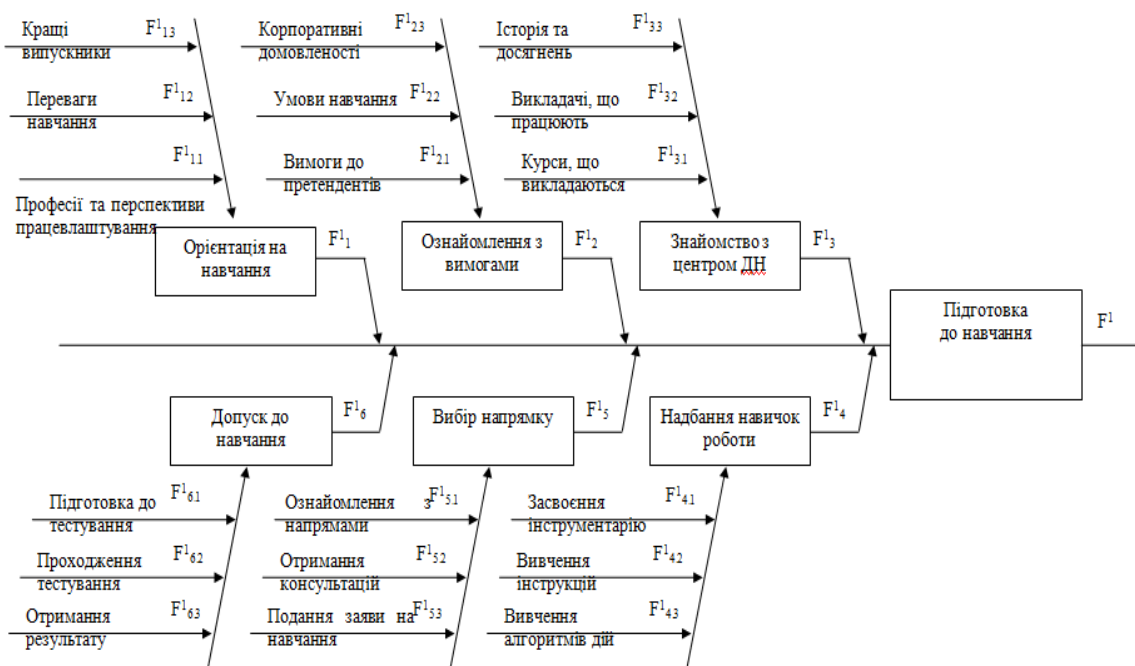 Кращі
випускники
F¹₁₃
Корпоративні
домовленості
F¹₂₃
Історія та
досягнень
F¹₃₃
Переваги
навчання
F¹₁₂
Умови навчання
F¹₂₂
Викладачі, що
працюють
F¹₃₂
F¹₁₁
Вимоги до
претендентів
F¹₂₁
Курси, що
викладаються
F¹₃₁
Професії та перспективи
працевлаштування
Орієнтація на
навчання
F¹₁
Ознайомлення з
вимогами
F¹₂
Знайомство з
центром ДН
F¹₃
Підготовка
до навчання
F¹
Допуск до
навчання
F¹₆
Вибір напрямку
F¹₅
Надбання навичок
роботи
F¹₄
Підготовка до
тестування
F¹₆₁
Ознайомлення з
напрямами
F¹₅₁
Засвоєння
інструментарію
F¹₄₁
Проходження
тестування
F¹₆₂
Отримання
консультацій
F¹₅₂
Вивчення
інструкцій
F¹₄₂
Отримання
результату
F¹₆₃
Подання заяви на
навчання
F¹₅₃
Вивчення
алгоритмів дій
F¹₄₃